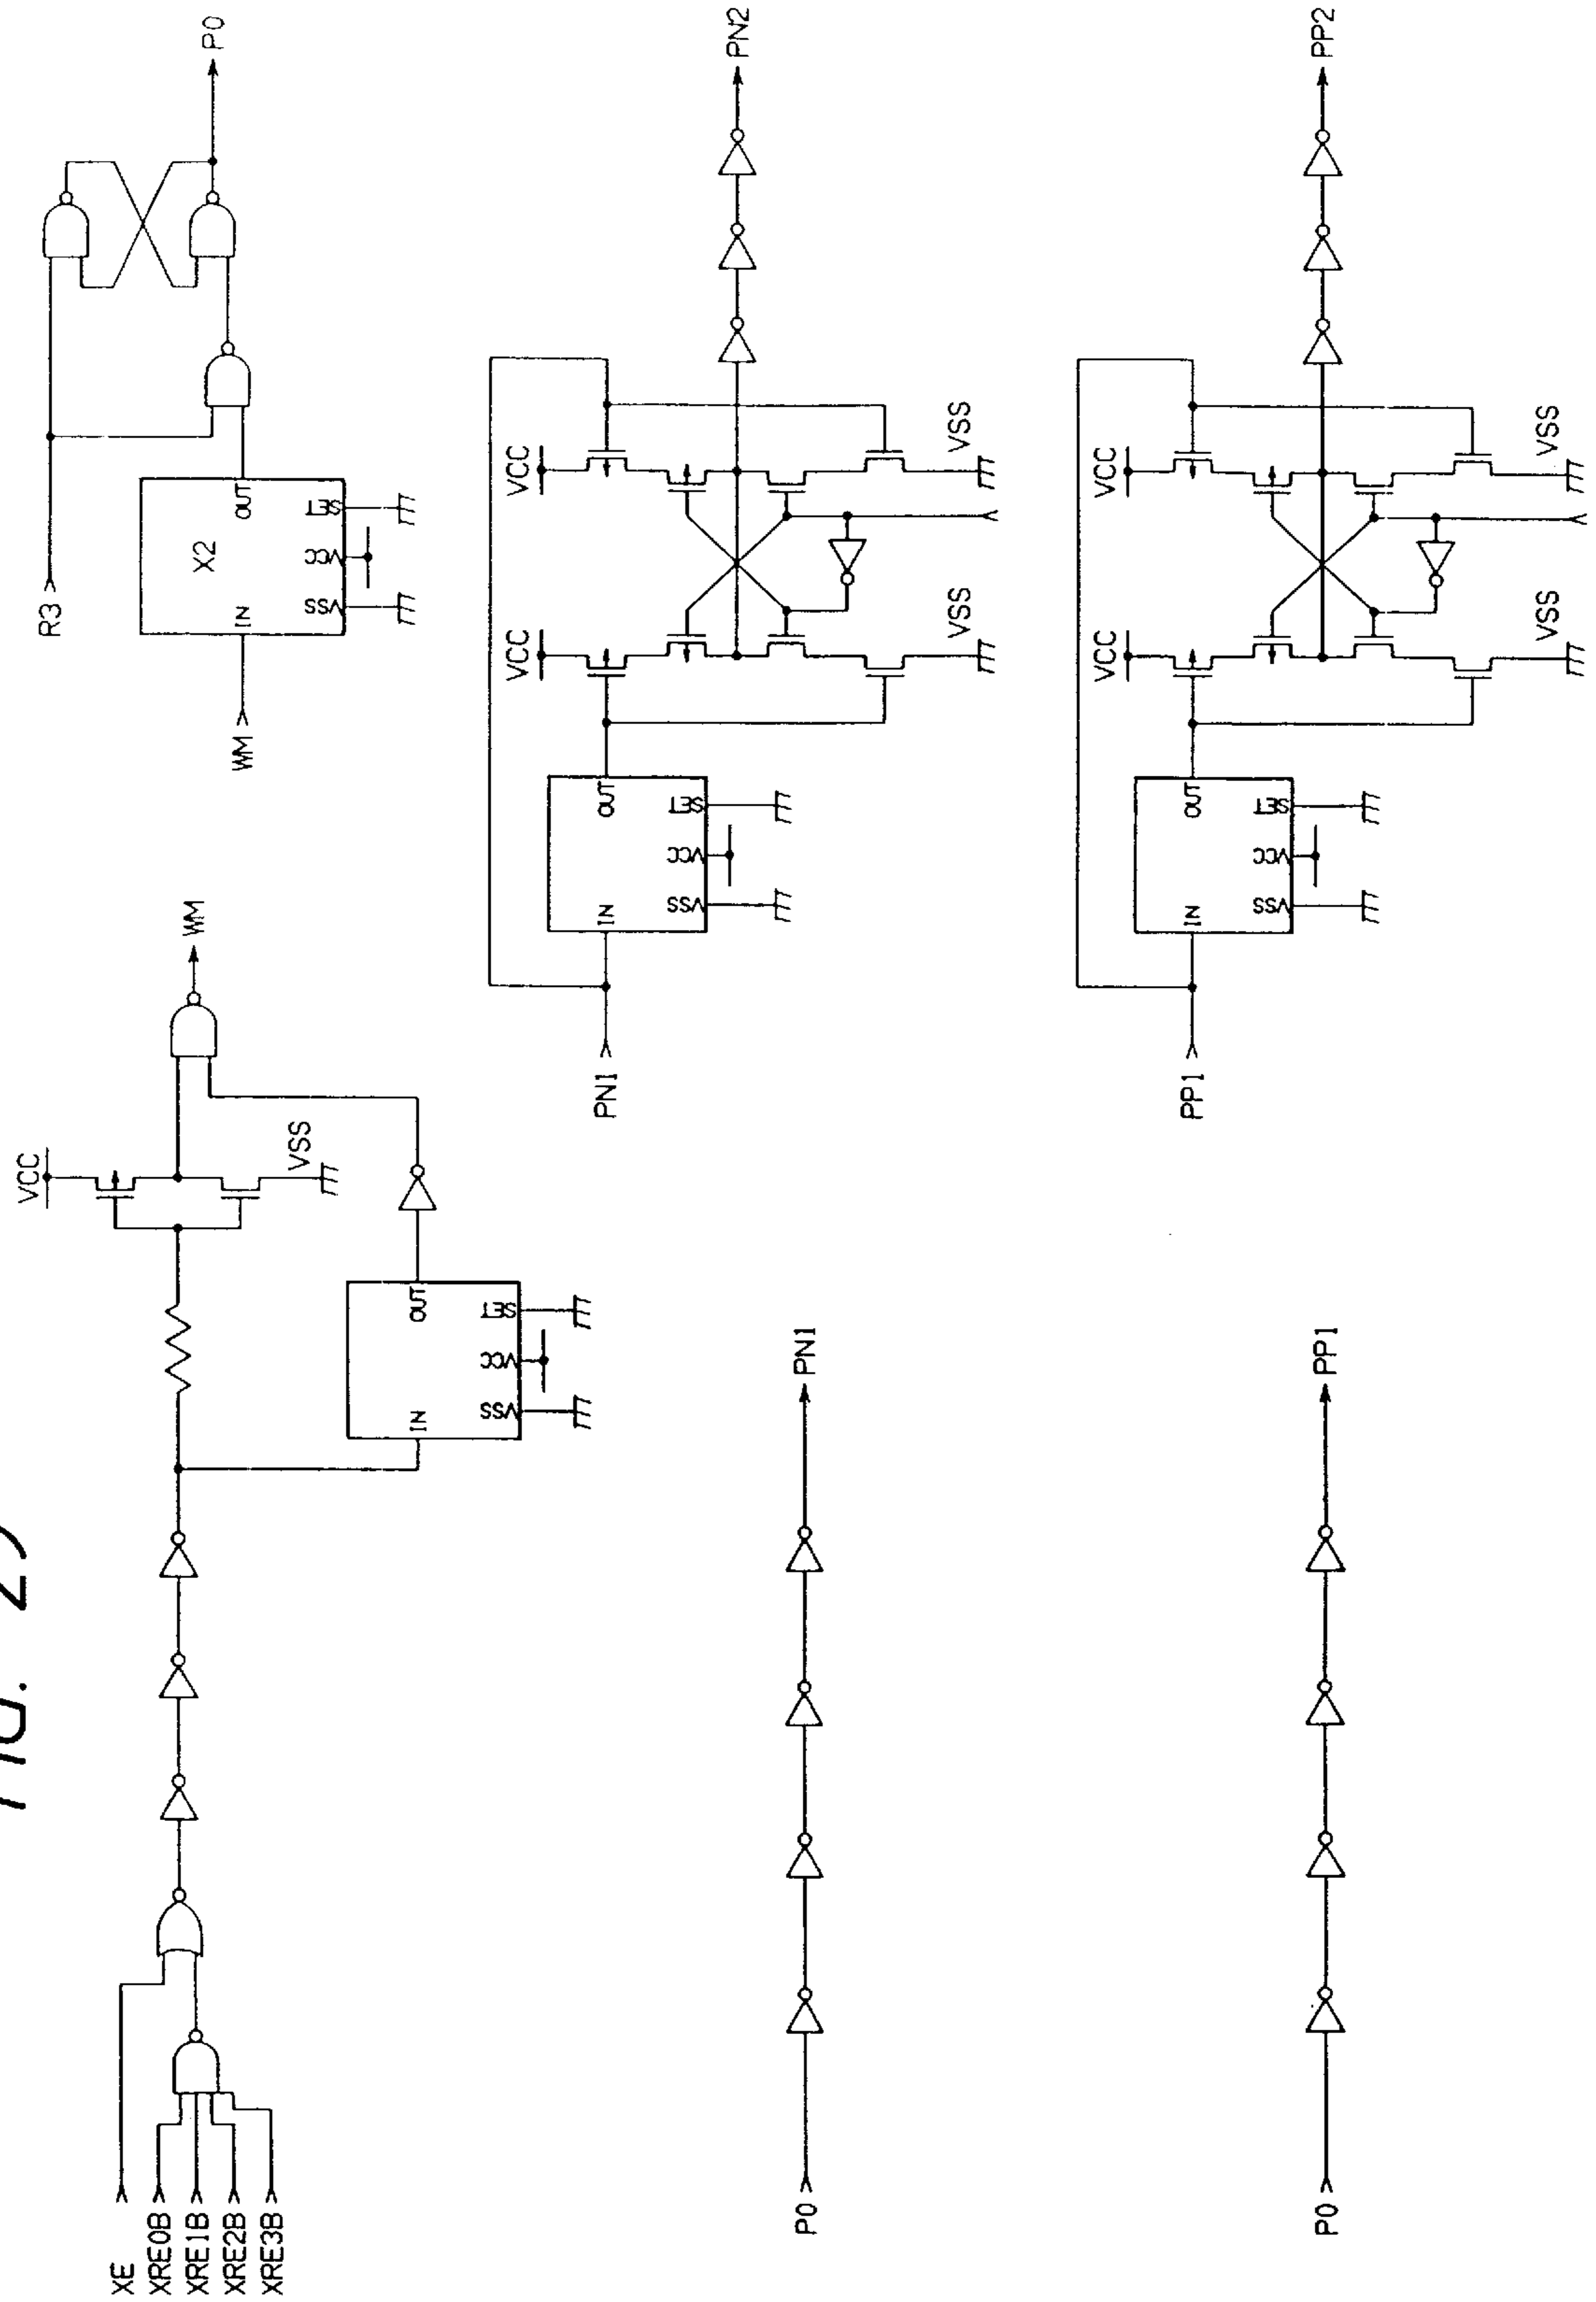 XE
XRE0B
XRE1B
XRE2B
XRE3B
VCC
VSS
WM
IN
OUT
VSS
VCC
SET
R3
WM
X2
IN
OUT
VSS
VCC
SET
P0
P0
PN1
PN1
IN
OUT
VSS
VCC
SET
VCC
VCC
VSS
VSS
PN2
P0
PP1
PP1
IN
OUT
VSS
VCC
SET
VCC
VCC
VSS
VSS
PP2